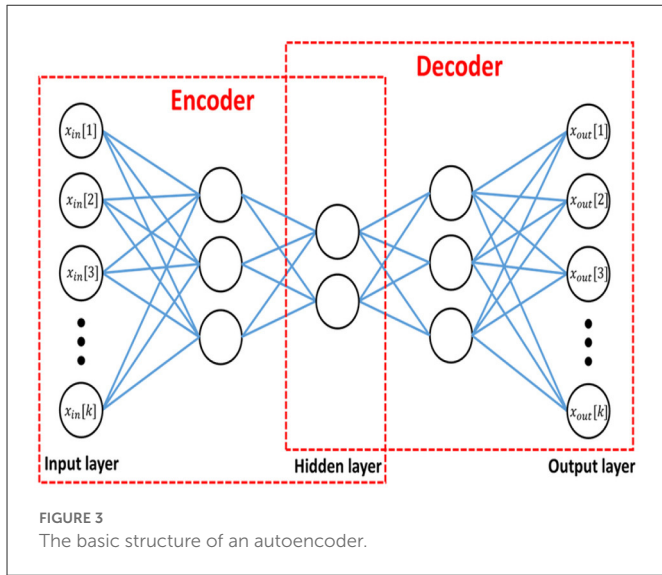 Decoder
Encoder
x_in[1]
x_out[1]
x_in[2]
x_out[2]
x_in[3]
x_out[3]
x_in[k]
x_out[k]
Input layer
Hidden layer
Output layer
FIGURE 3
The basic structure of an autoencoder.